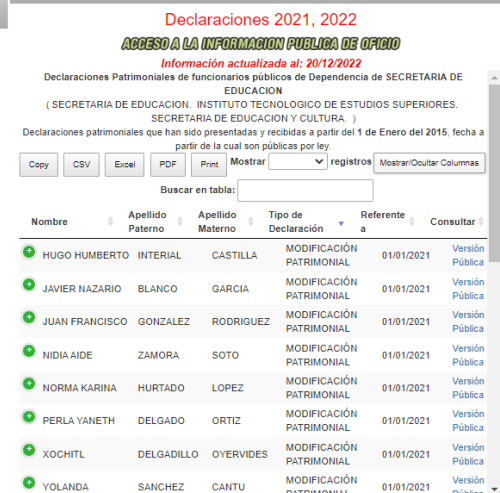 Declaraciones 2021, 2022
ACCESO A LA INFORMACION PUBLICA DE OFICIO
Información actualizada al: 20/12/2022
Declaraciones Patrimoniales de funcionarios públicos de Dependencia de SECRETARIA DE
EDUCACION
( SECRETARIA DE EDUCACION. INSTITUTO TECNOLOGICO DE ESTUDIOS SUPERIORES.
SECRETARIA DE EDUCACION Y CULTURA. )
Declaraciones patrimoniales que han sido presentadas y recibidas a partir del 1 de Enero del 2015, fecha a
partir de la cual son públicas por ley.
Copy CSV Excel PDF Print Mostrar registros Mostrar/Ocultar Columnas
Buscar en tabla:
Nombre Apellido Paterno Apellido Materno Tipo de Declaración Referente a Consultar
HUGO HUMBERTO INTERIAL CASTILLA MODIFICACIÓN PATRIMONIAL 01/01/2021 Versión Pública
JAVIER NAZARIO BLANCO GARCIA MODIFICACIÓN PATRIMONIAL 01/01/2021 Versión Pública
JUAN FRANCISCO GONZALEZ RODRIGUEZ MODIFICACIÓN PATRIMONIAL 01/01/2021 Versión Pública
NIDIA AIDE ZAMORA SOTO MODIFICACIÓN PATRIMONIAL 01/01/2021 Versión Pública
NORMA KARINA HURTADO LOPEZ MODIFICACIÓN PATRIMONIAL 01/01/2021 Versión Pública
PERLA YANETH DELGADO ORTIZ MODIFICACIÓN PATRIMONIAL 01/01/2021 Versión Pública
XOCHITL DELGADILLO OYERVIDES MODIFICACIÓN PATRIMONIAL 01/01/2021 Versión Pública
YOLANDA SANCHEZ CANTU MODIFICACIÓN PATRIMONIAL 01/01/2021 Versión Pública